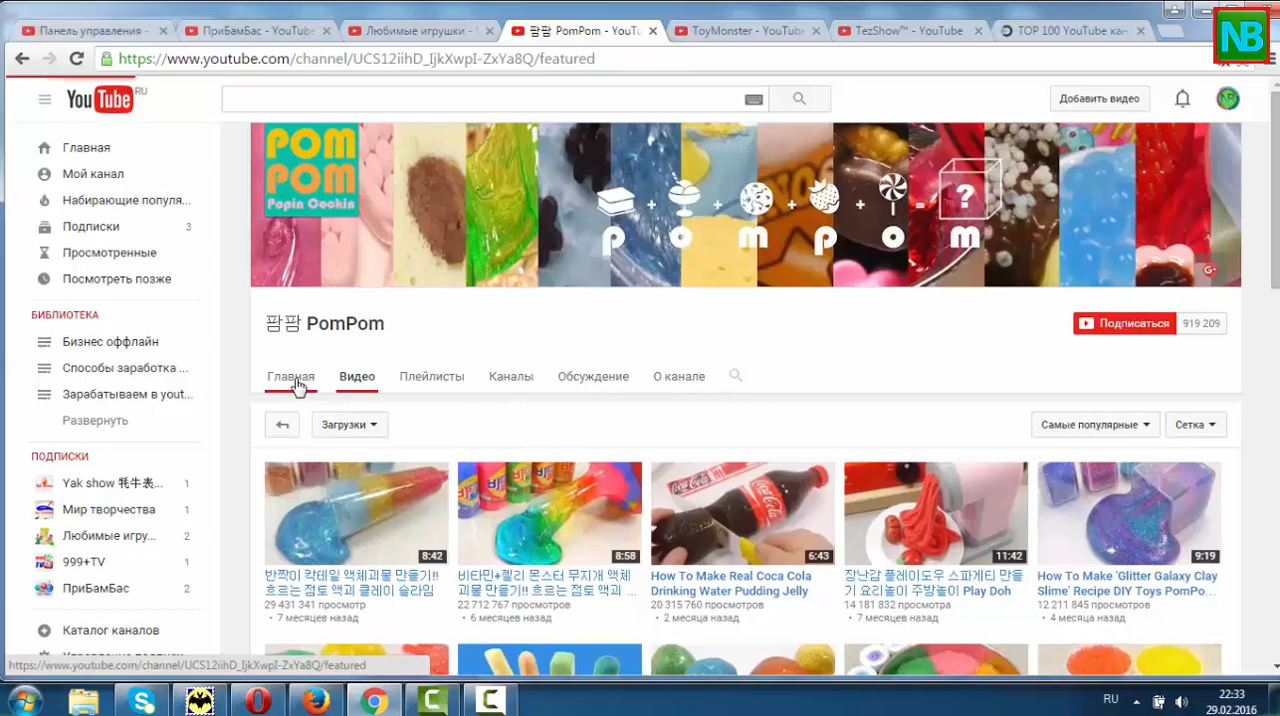 Панель управления -
ПриБамБас - YouTube
Любимые игрушки -
팜팜 PomPom - YouTu
ToyMonster - YouTube
TezShow™ - YouTube
TOP 100 YouTube кан
NB
https://www.youtube.com/channel/UCS12iihD_IjkXwpI-ZxYa8Q/featured
YouTube RU
Добавить видео
Главная
Мой канал
Набирающие популя...
Подписки 3
Просмотренные
Посмотреть позже
БИБЛИОТЕКА
Бизнес оффлайн
Способы заработка ...
Зарабатываем в yout...
Развернуть
ПОДПИСКИ
Yak show 牦牛表... 1
Мир творчества 1
Любимые игру... 2
999+TV 1
ПриБамБас 2
Каталог каналов
https://www.youtube.com/channel/UCS12iihD_IjkXwpI-ZxYa8Q/featured
POM
POM
Popin Cookin
+ + + + = ?
p o m p o m
팜팜 PomPom
Подписаться 919 209
Главная Видео Плейлисты Каналы Обсуждение О канале
Загрузки
Самые популярные
Сетка
8:42
반짝이 칵테일 액체괴물 만들기!!
흐르는 점토 액괴 클레이 슬라임
29 431 341 просмотр
7 месяцев назад
8:58
비타민+젤리 몬스터 무지개 액체
괴물 만들기!! 흐르는 점토 액괴 ...
22 712 767 просмотров
6 месяцев назад
Coca-Cola
6:43
How To Make Real Coca Cola
Drinking Water Pudding Jelly
20 315 760 просмотров
2 месяца назад
11:42
장난감 플레이도우 스파게티 만들
기 요리놀이 주방놀이 Play Doh
14 181 832 просмотра
7 месяцев назад
9:19
How To Make 'Glitter Galaxy Clay
Slime' Recipe DIY Toys PomPo...
12 211 845 просмотров
4 месяца назад
RU
22:33
29.02.2016